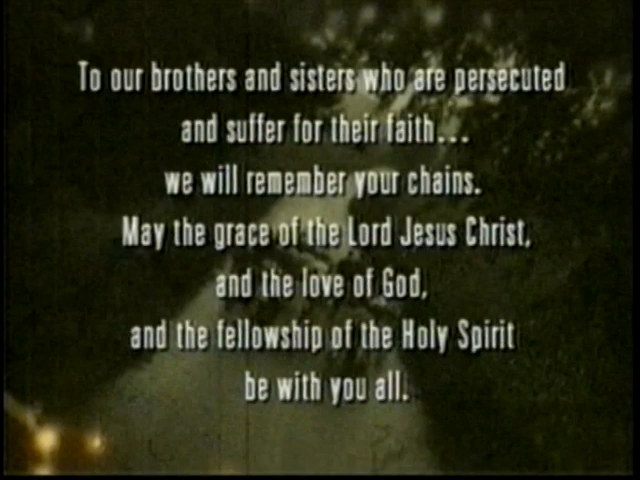 To our brothers and sisters who are persecuted
and suffer for their faith...
we will remember your chains.
May the grace of the Lord Jesus Christ,
and the love of God,
and the fellowship of the Holy Spirit
be with you all.